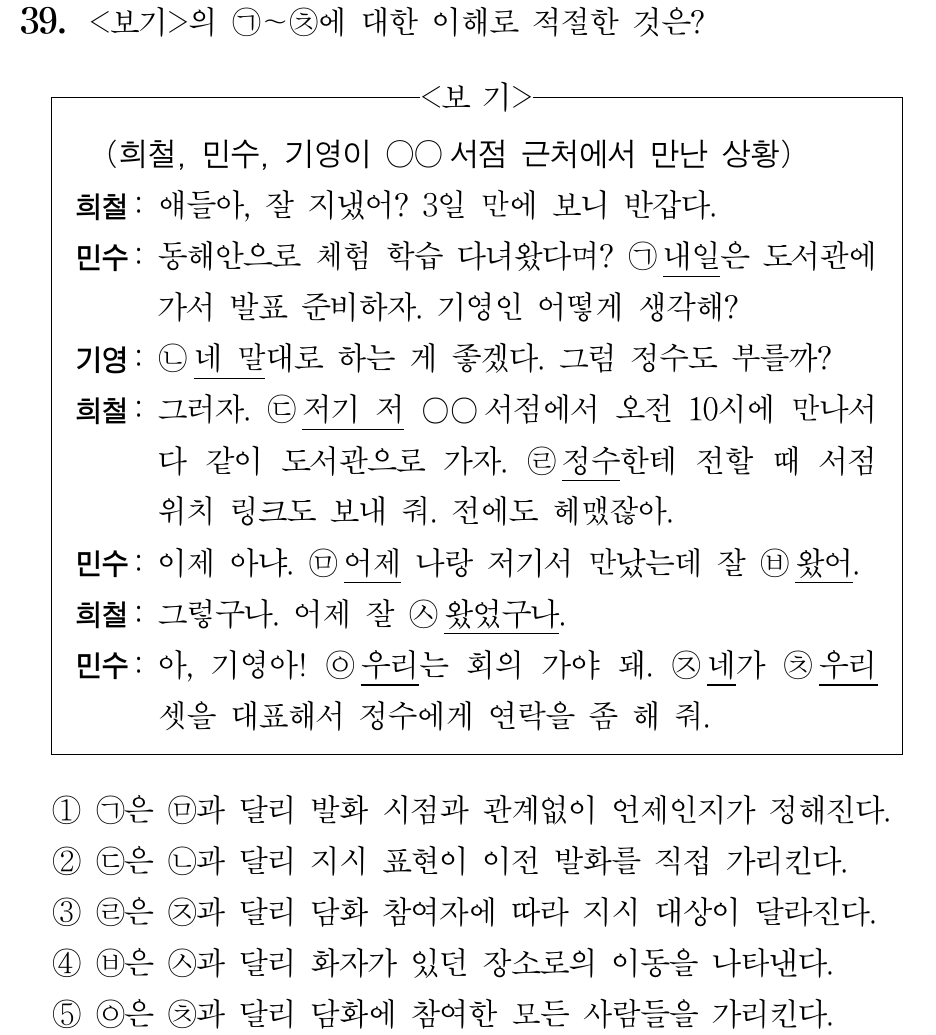 39. <보기>의 ㉠~㉨에 대한 이해로 적절한 것은?
<보 기>
(희철, 민수, 기영이 ○○ 서점 근처에서 만난 상황)
희철: 얘들아, 잘 지냈어? 3일 만에 보니 반갑다.
민수: 동해안으로 체험 학습 다녀왔다며? ㉠내일은 도서관에
가서 발표 준비하자. 기영인 어떻게 생각해?
기영: ㉡네 말대로 하는 게 좋겠다. 그럼 정수도 부를까?
희철: 그러자. ㉢저기 저 ○○ 서점에서 오전 10시에 만나서
다 같이 도서관으로 가자. ㉣정수한테 전할 때 서점
위치 링크도 보내 줘. 전에도 헤맸잖아.
민수: 이제 아냐. ㉤어제 나랑 저기서 만났는데 잘 ㉥왔어.
희철: 그렇구나. 어제 잘 ㉦왔었구나.
민수: 아, 기영아! ㉧우리는 회의 가야 돼. ㉨네가 ㉩우리
셋을 대표해서 정수에게 연락을 좀 해 줘.
① ㉠은 ㉤과 달리 발화 시점과 관계없이 언제인지가 정해진다.
② ㉢은 ㉡과 달리 지시 표현이 이전 발화를 직접 가리킨다.
③ ㉣은 ㉨과 달리 담화 참여자에 따라 지시 대상이 달라진다.
④ ㉥은 ㉦과 달리 화자가 있던 장소로의 이동을 나타낸다.
⑤ ㉧은 ㉩과 달리 담화에 참여한 모든 사람들을 가리킨다.